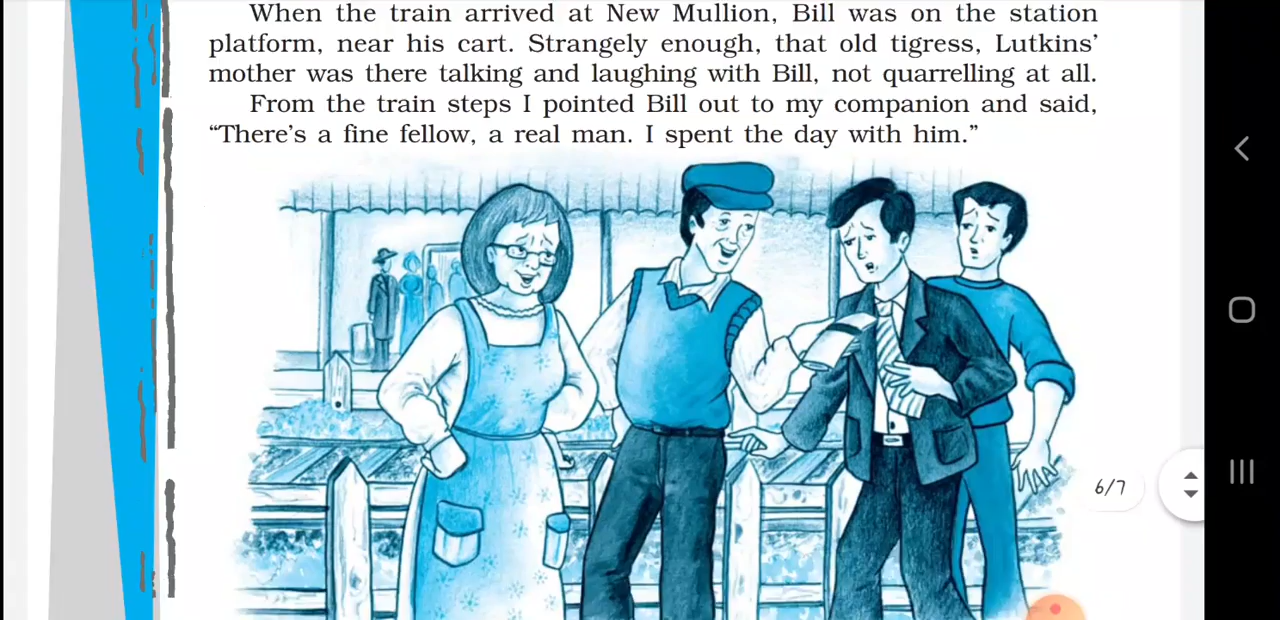 When the train arrived at New Mullion, Bill was on the station
platform, near his cart. Strangely enough, that old tigress, Lutkins’
mother was there talking and laughing with Bill, not quarrelling at all.
From the train steps I pointed Bill out to my companion and said,
“There’s a fine fellow, a real man. I spent the day with him.”
6/7